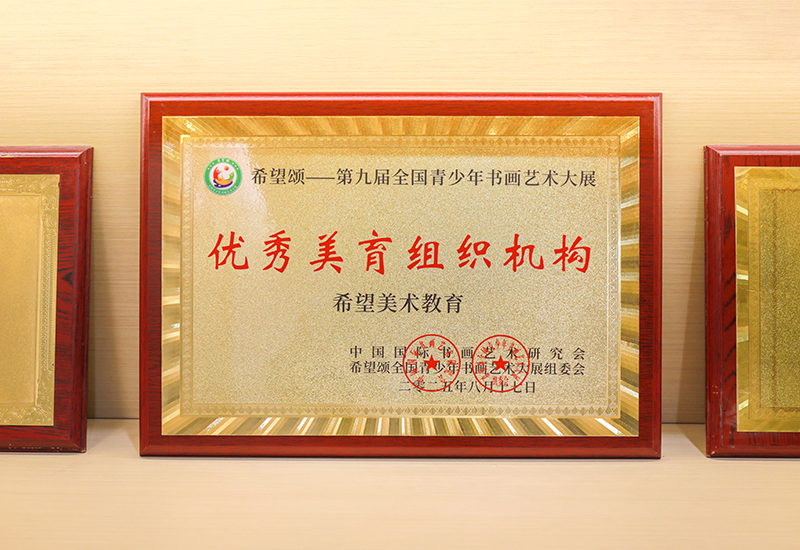 希望颂——第九届全国青少年书画艺术大展
优秀美育组织机构
希望美术教育
中国国际书画艺术研究会
希望颂全国青少年书画艺术大展组委会
二零二五年八月十七日